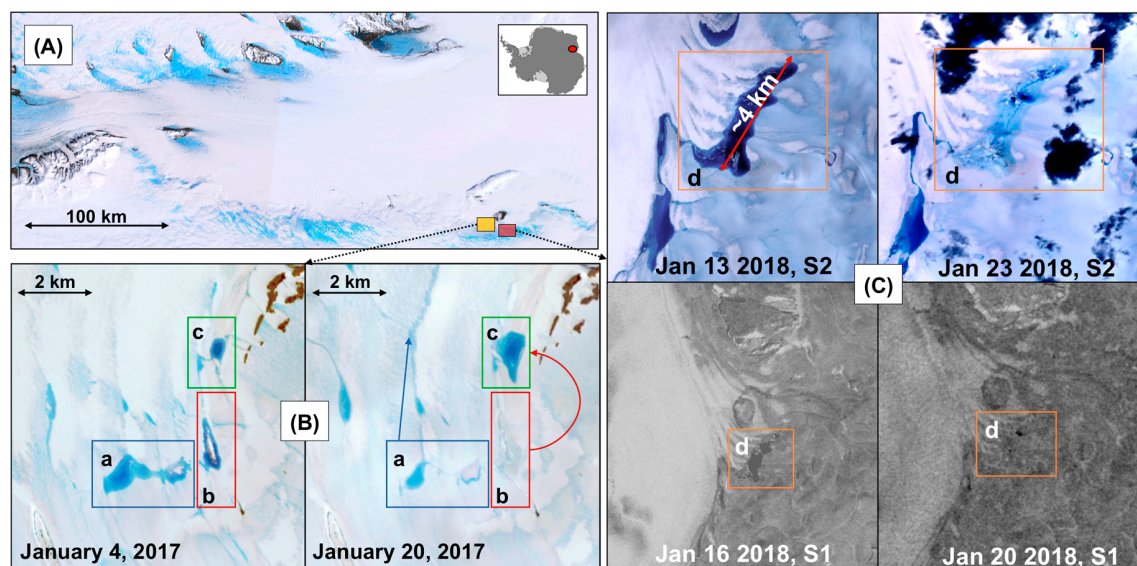 (A)
100 km
2 km
c
a
b
January 4, 2017
(B)
2 km
c
a
b
January 20, 2017
~4 km
d
Jan 13 2018, S2
d
Jan 23 2018, S2
(C)
d
Jan 16 2018, S1
d
Jan 20 2018, S1